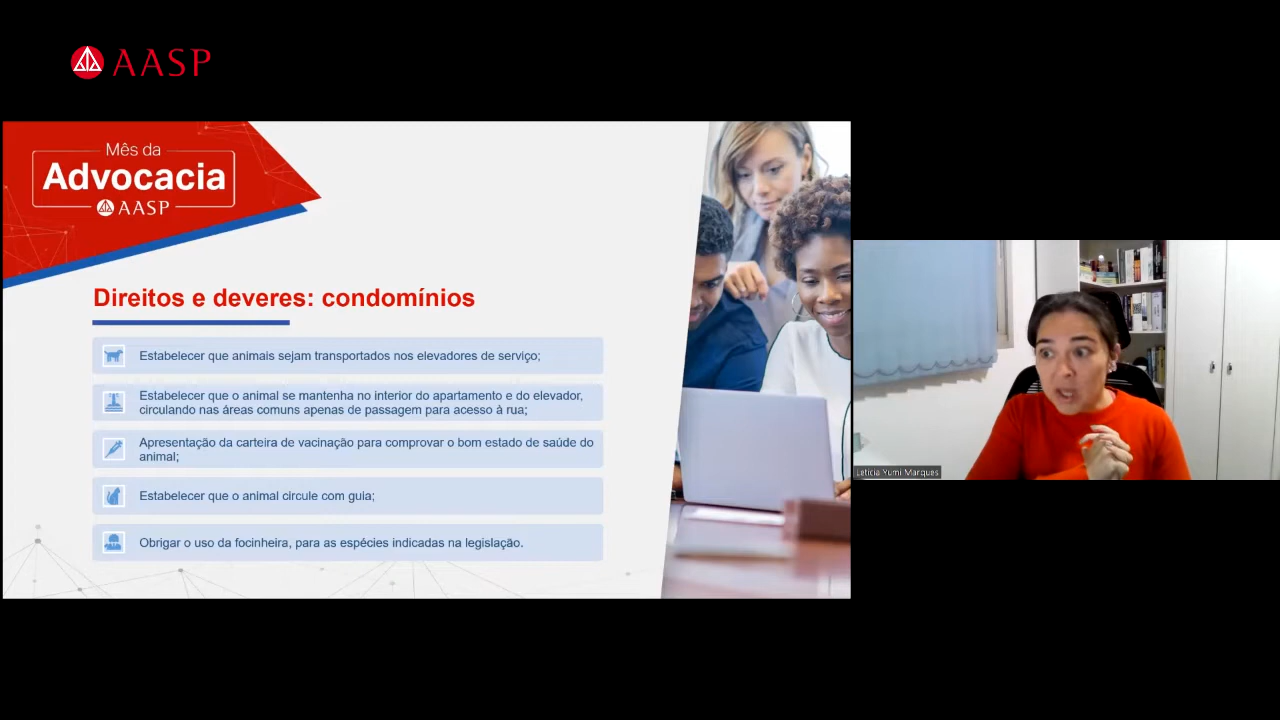 AASP
Mês da
Advocacia
AASP
Direitos e deveres: condomínios
Estabelecer que animais sejam transportados nos elevadores de serviço;
Estabelecer que o animal se mantenha no interior do apartamento e do elevador,
circulando nas áreas comuns apenas de passagem para acesso à rua;
Apresentação da carteira de vacinação para comprovar o bom estado de saúde do
animal;
Estabelecer que o animal circule com guia;
Obrigar o uso da focinheira, para as espécies indicadas na legislação.
Leticia Yumi Marques